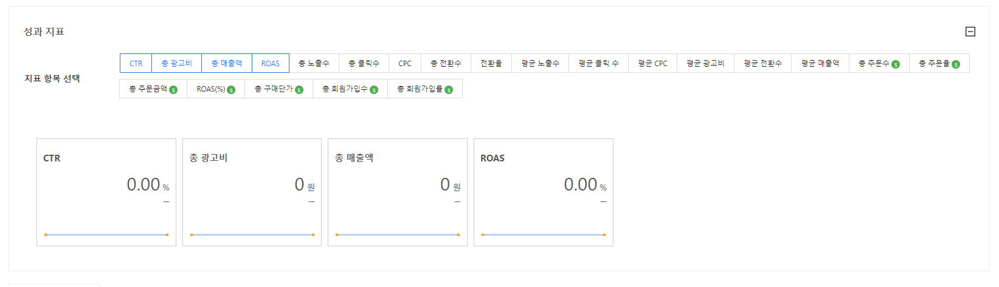 성과 지표
지표 항목 선택
CTR 총 광고비 총 매출액 ROAS 총 노출수 총 클릭수 CPC 총 전환수 전환율 평균 노출수 평균 클릭 수 평균 CPC 평균 광고비 평균 전환수 평균 매출액 총 주문수 s 총 주문율 s
총 주문금액 s ROAS(%) s 총 구매단가 s 총 회원가입수 s 총 회원가입률 s
CTR
0.00 %
–
총 광고비
0 원
–
총 매출액
0 원
–
ROAS
0.00 %
–